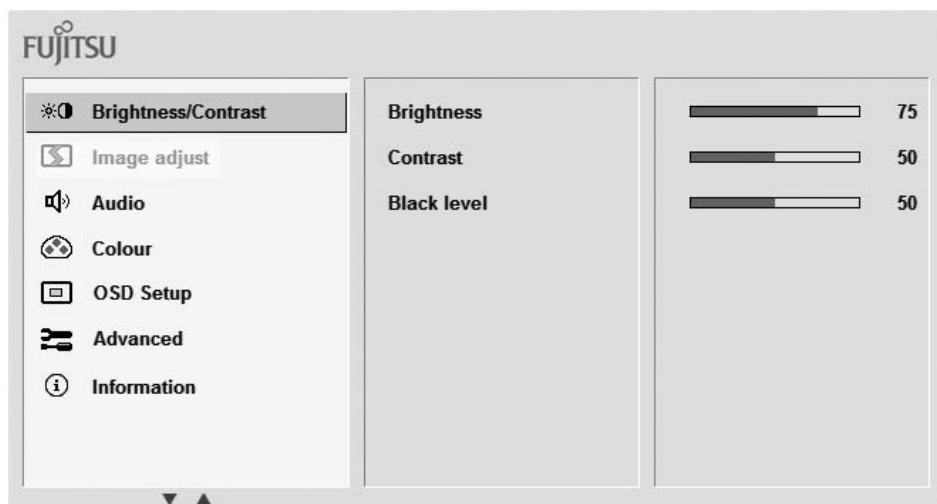 FUJITSU
Brightness/Contrast
Image adjust
Audio
Colour
OSD Setup
Advanced
Information
Brightness
Contrast
Black level
75
50
50